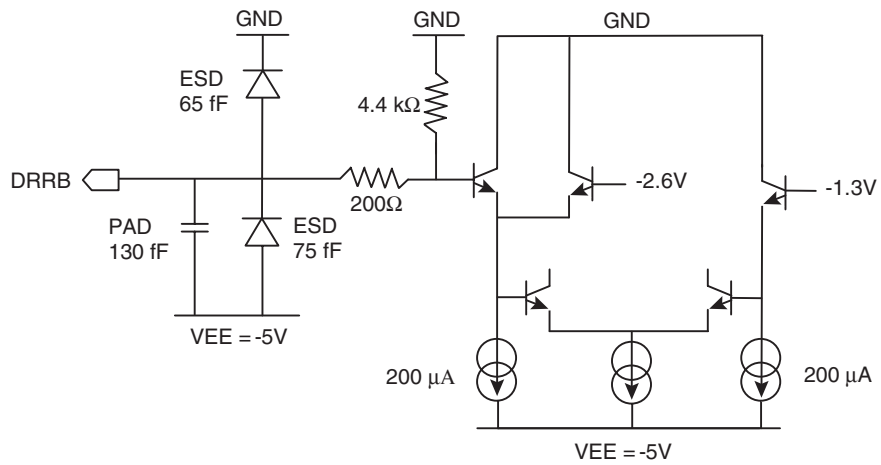 GND
GND
GND
ESD
65 fF
4.4 kΩ
DRRB
200Ω
-2.6V
-1.3V
PAD
130 fF
ESD
75 fF
VEE = -5V
200 μA
200 μA
VEE = -5V